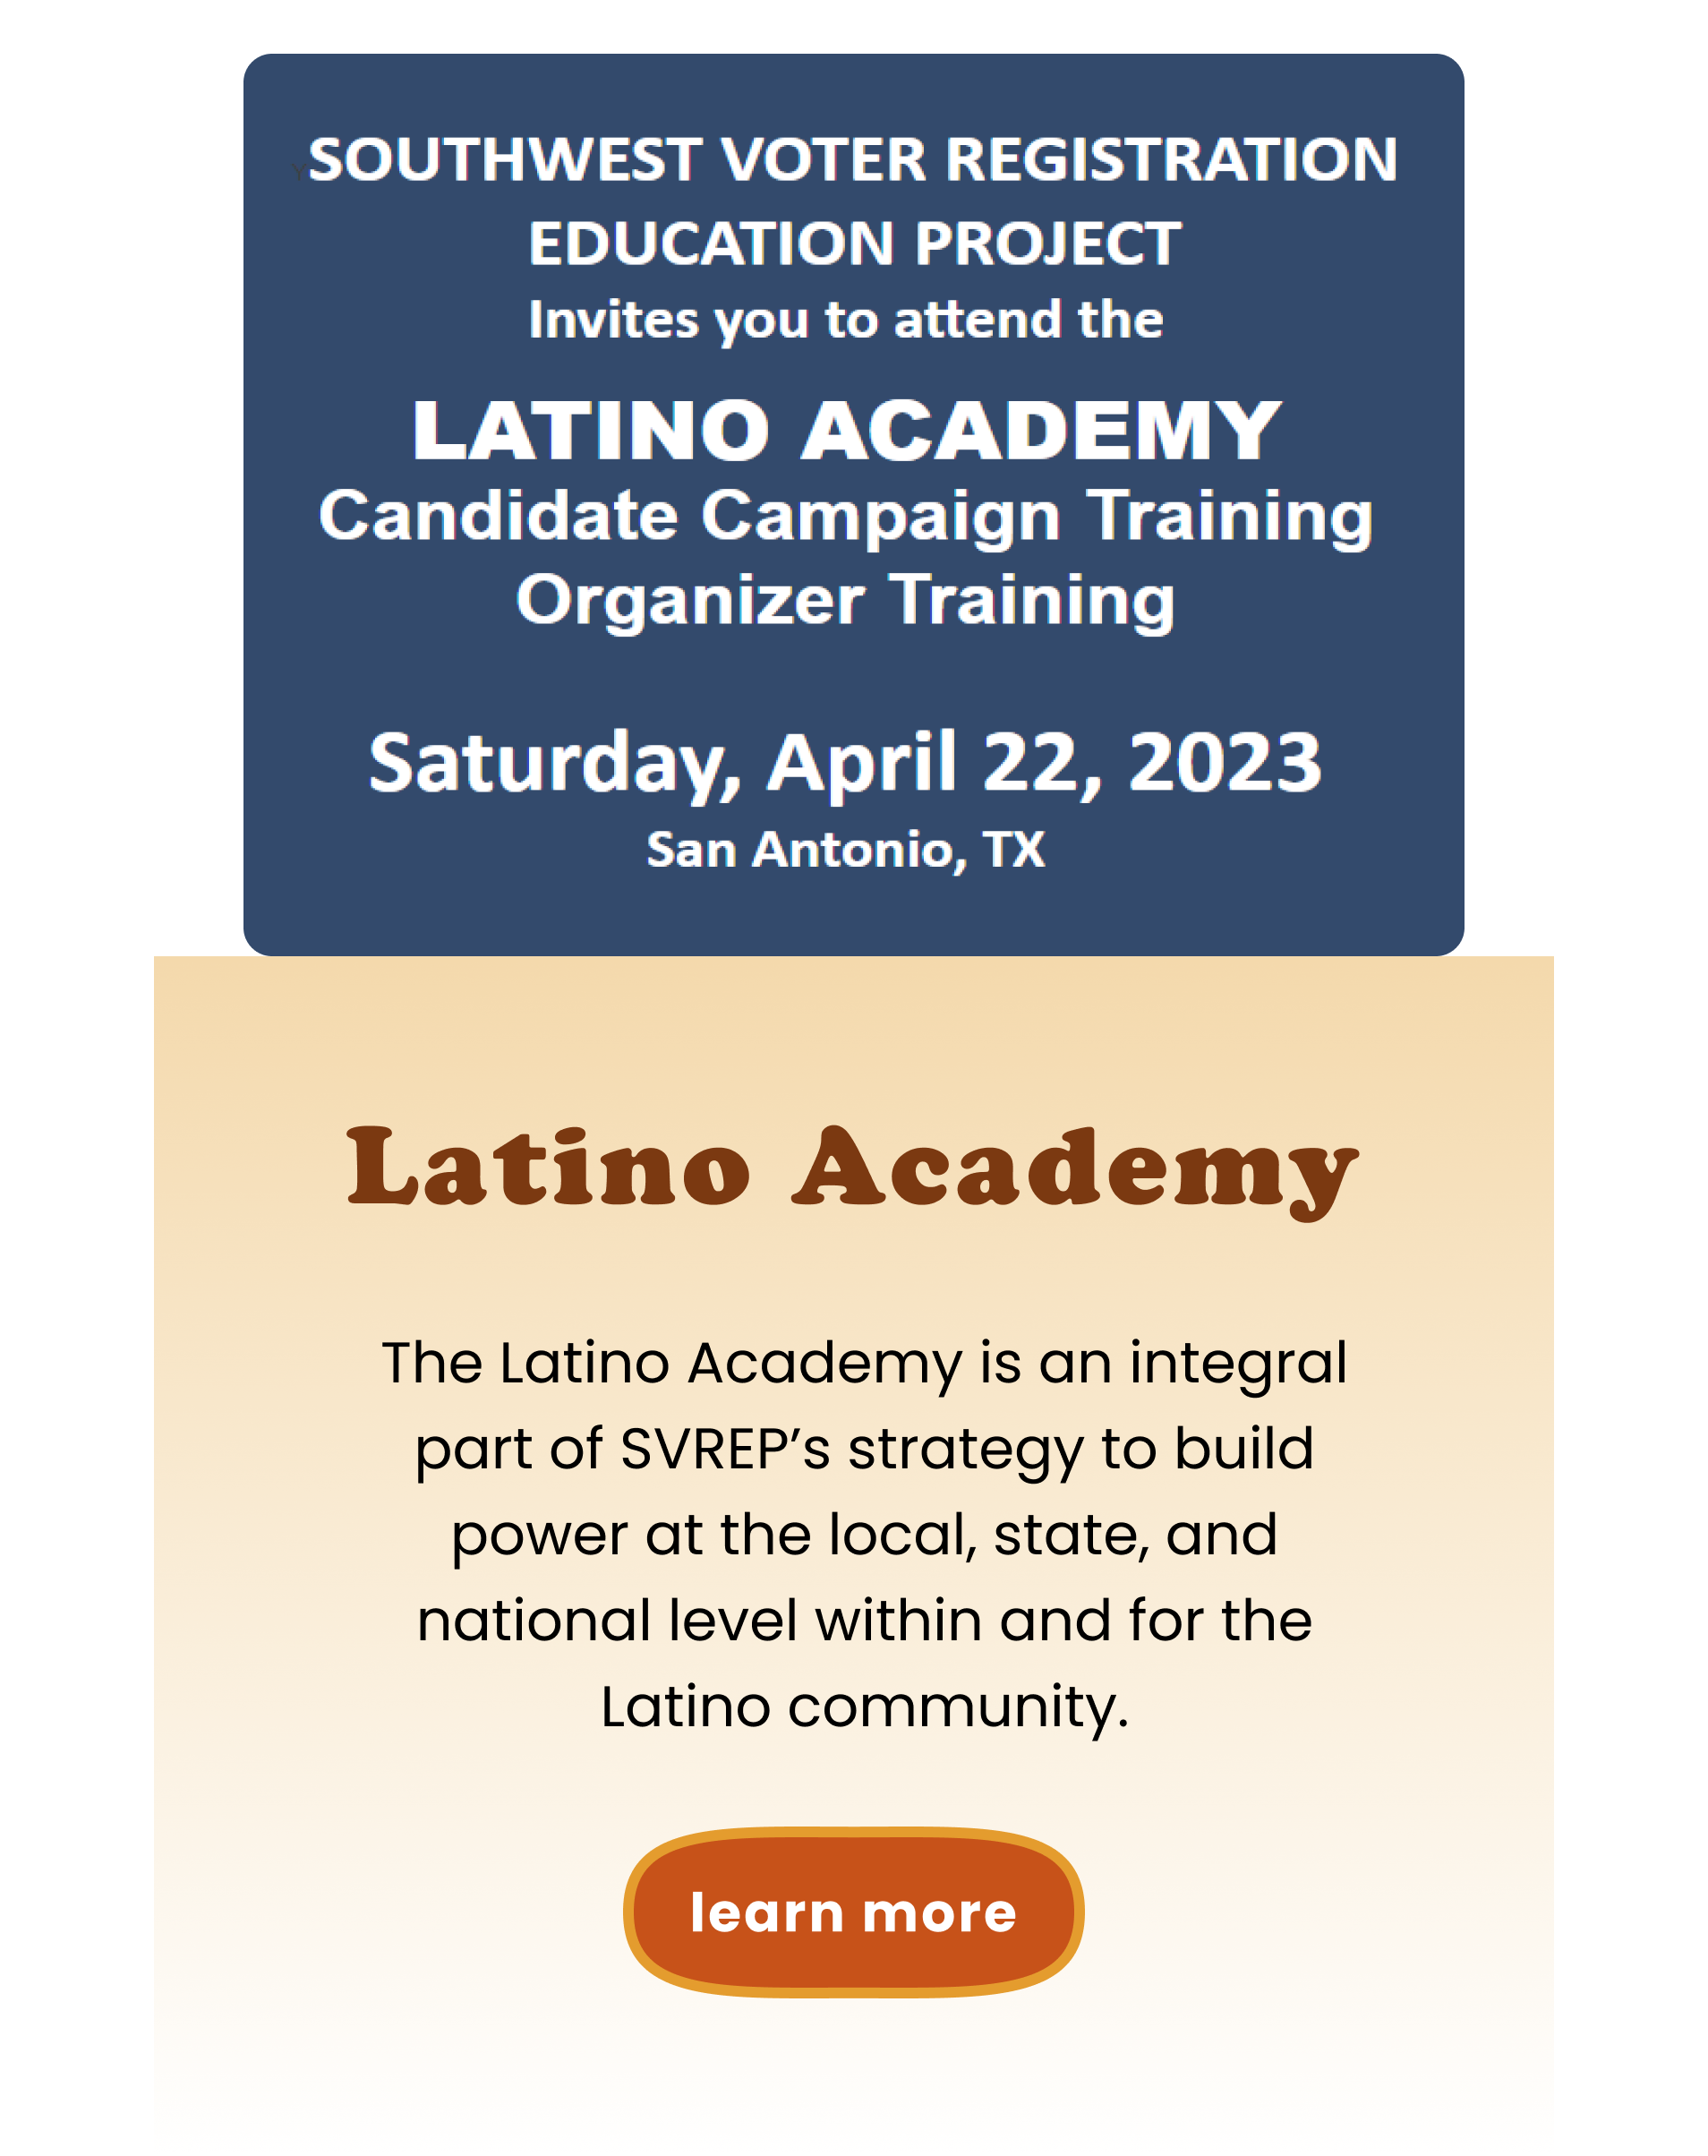 SOUTHWEST VOTER REGISTRATION
EDUCATION PROJECT
Invites you to attend the
LATINO ACADEMY
Candidate Campaign Training
Organizer Training
Saturday, April 22, 2023
San Antonio, TX
Latino Academy
The Latino Academy is an integral
part of SVREP’s strategy to build
power at the local, state, and
national level within and for the
Latino community.
learn more